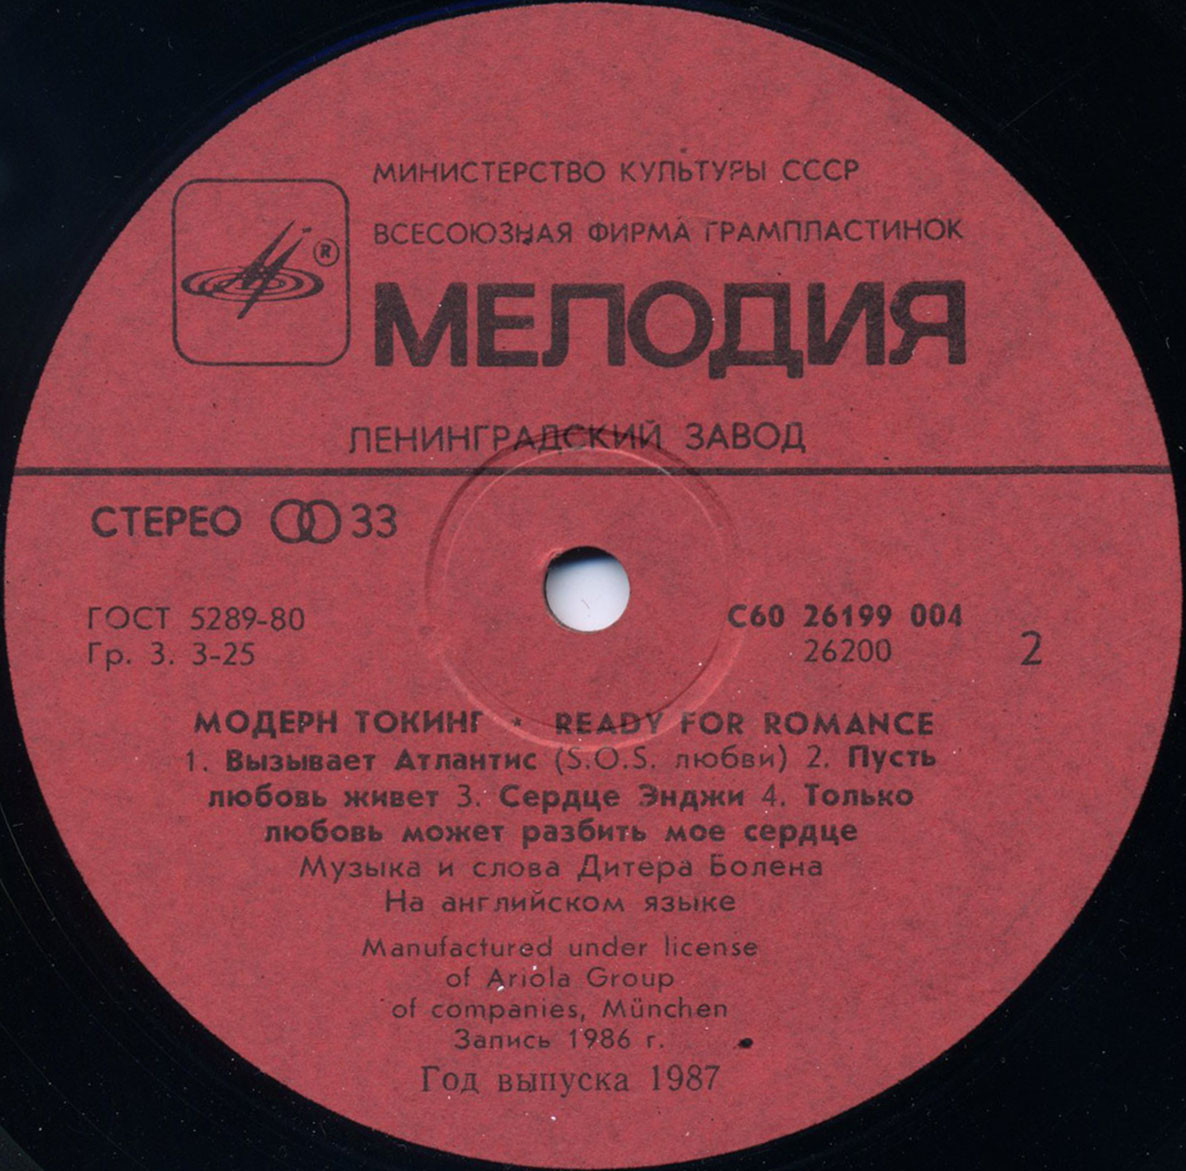 МИНИСТЕРСТВО КУЛЬТУРЫ СССР
ВСЕСОЮЗНАЯ ФИРМА ГРАМПЛАСТИНОК
®
МЕЛОДИЯ
ЛЕНИНГРАДСКИЙ ЗАВОД
СТЕРЕО 33
ГОСТ 5289-80
Гр. 3. 3-25
С60 26199 004
26200
2
МОДЕРН ТОКИНГ * READY FOR ROMANCE
1. Вызывает Атлантис (S.O.S. любви) 2. Пусть
любовь живет 3. Сердце Энджи 4. Только
любовь может разбить мое сердце
Музыка и слова Дитера Болена
На английском языке
Manufactured under license
of Ariola Group
of companies, München
Запись 1986 г.
Год выпуска 1987